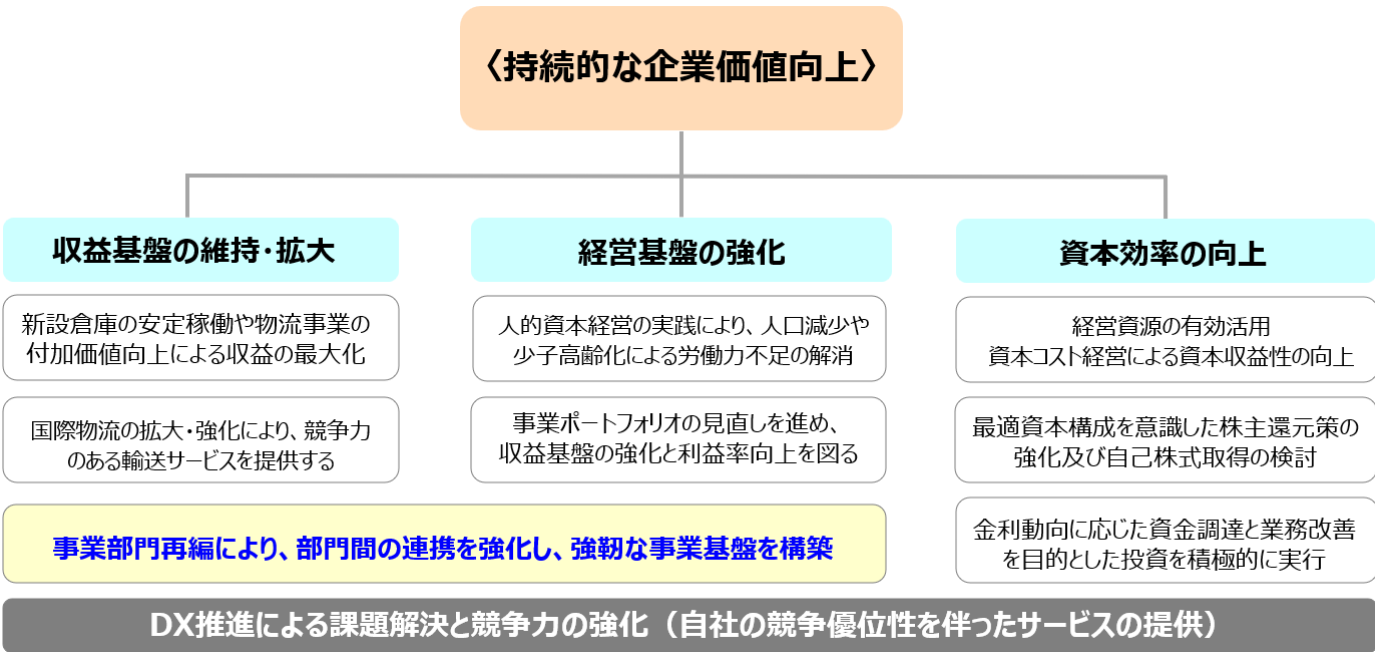 〈持続的な企業価値向上〉
収益基盤の維持・拡大
新設倉庫の安定稼働や物流事業の
付加価値向上による収益の最大化
国際物流の拡大・強化により、競争力
のある輸送サービスを提供する
経営基盤の強化
人的資本経営の実践により、人口減少や
少子高齢化による労働力不足の解消
事業ポートフォリオの見直しを進め、
収益基盤の強化と利益率向上を図る
事業部門再編により、部門間の連携を強化し、強靭な事業基盤を構築
資本効率の向上
経営資源の有効活用
資本コスト経営による資本収益性の向上
最適資本構成を意識した株主還元策の
強化及び自己株式取得の検討
金利動向に応じた資金調達と業務改善
を目的とした投資を積極的に実行
DX推進による課題解決と競争力の強化（自社の競争優位性を伴ったサービスの提供）